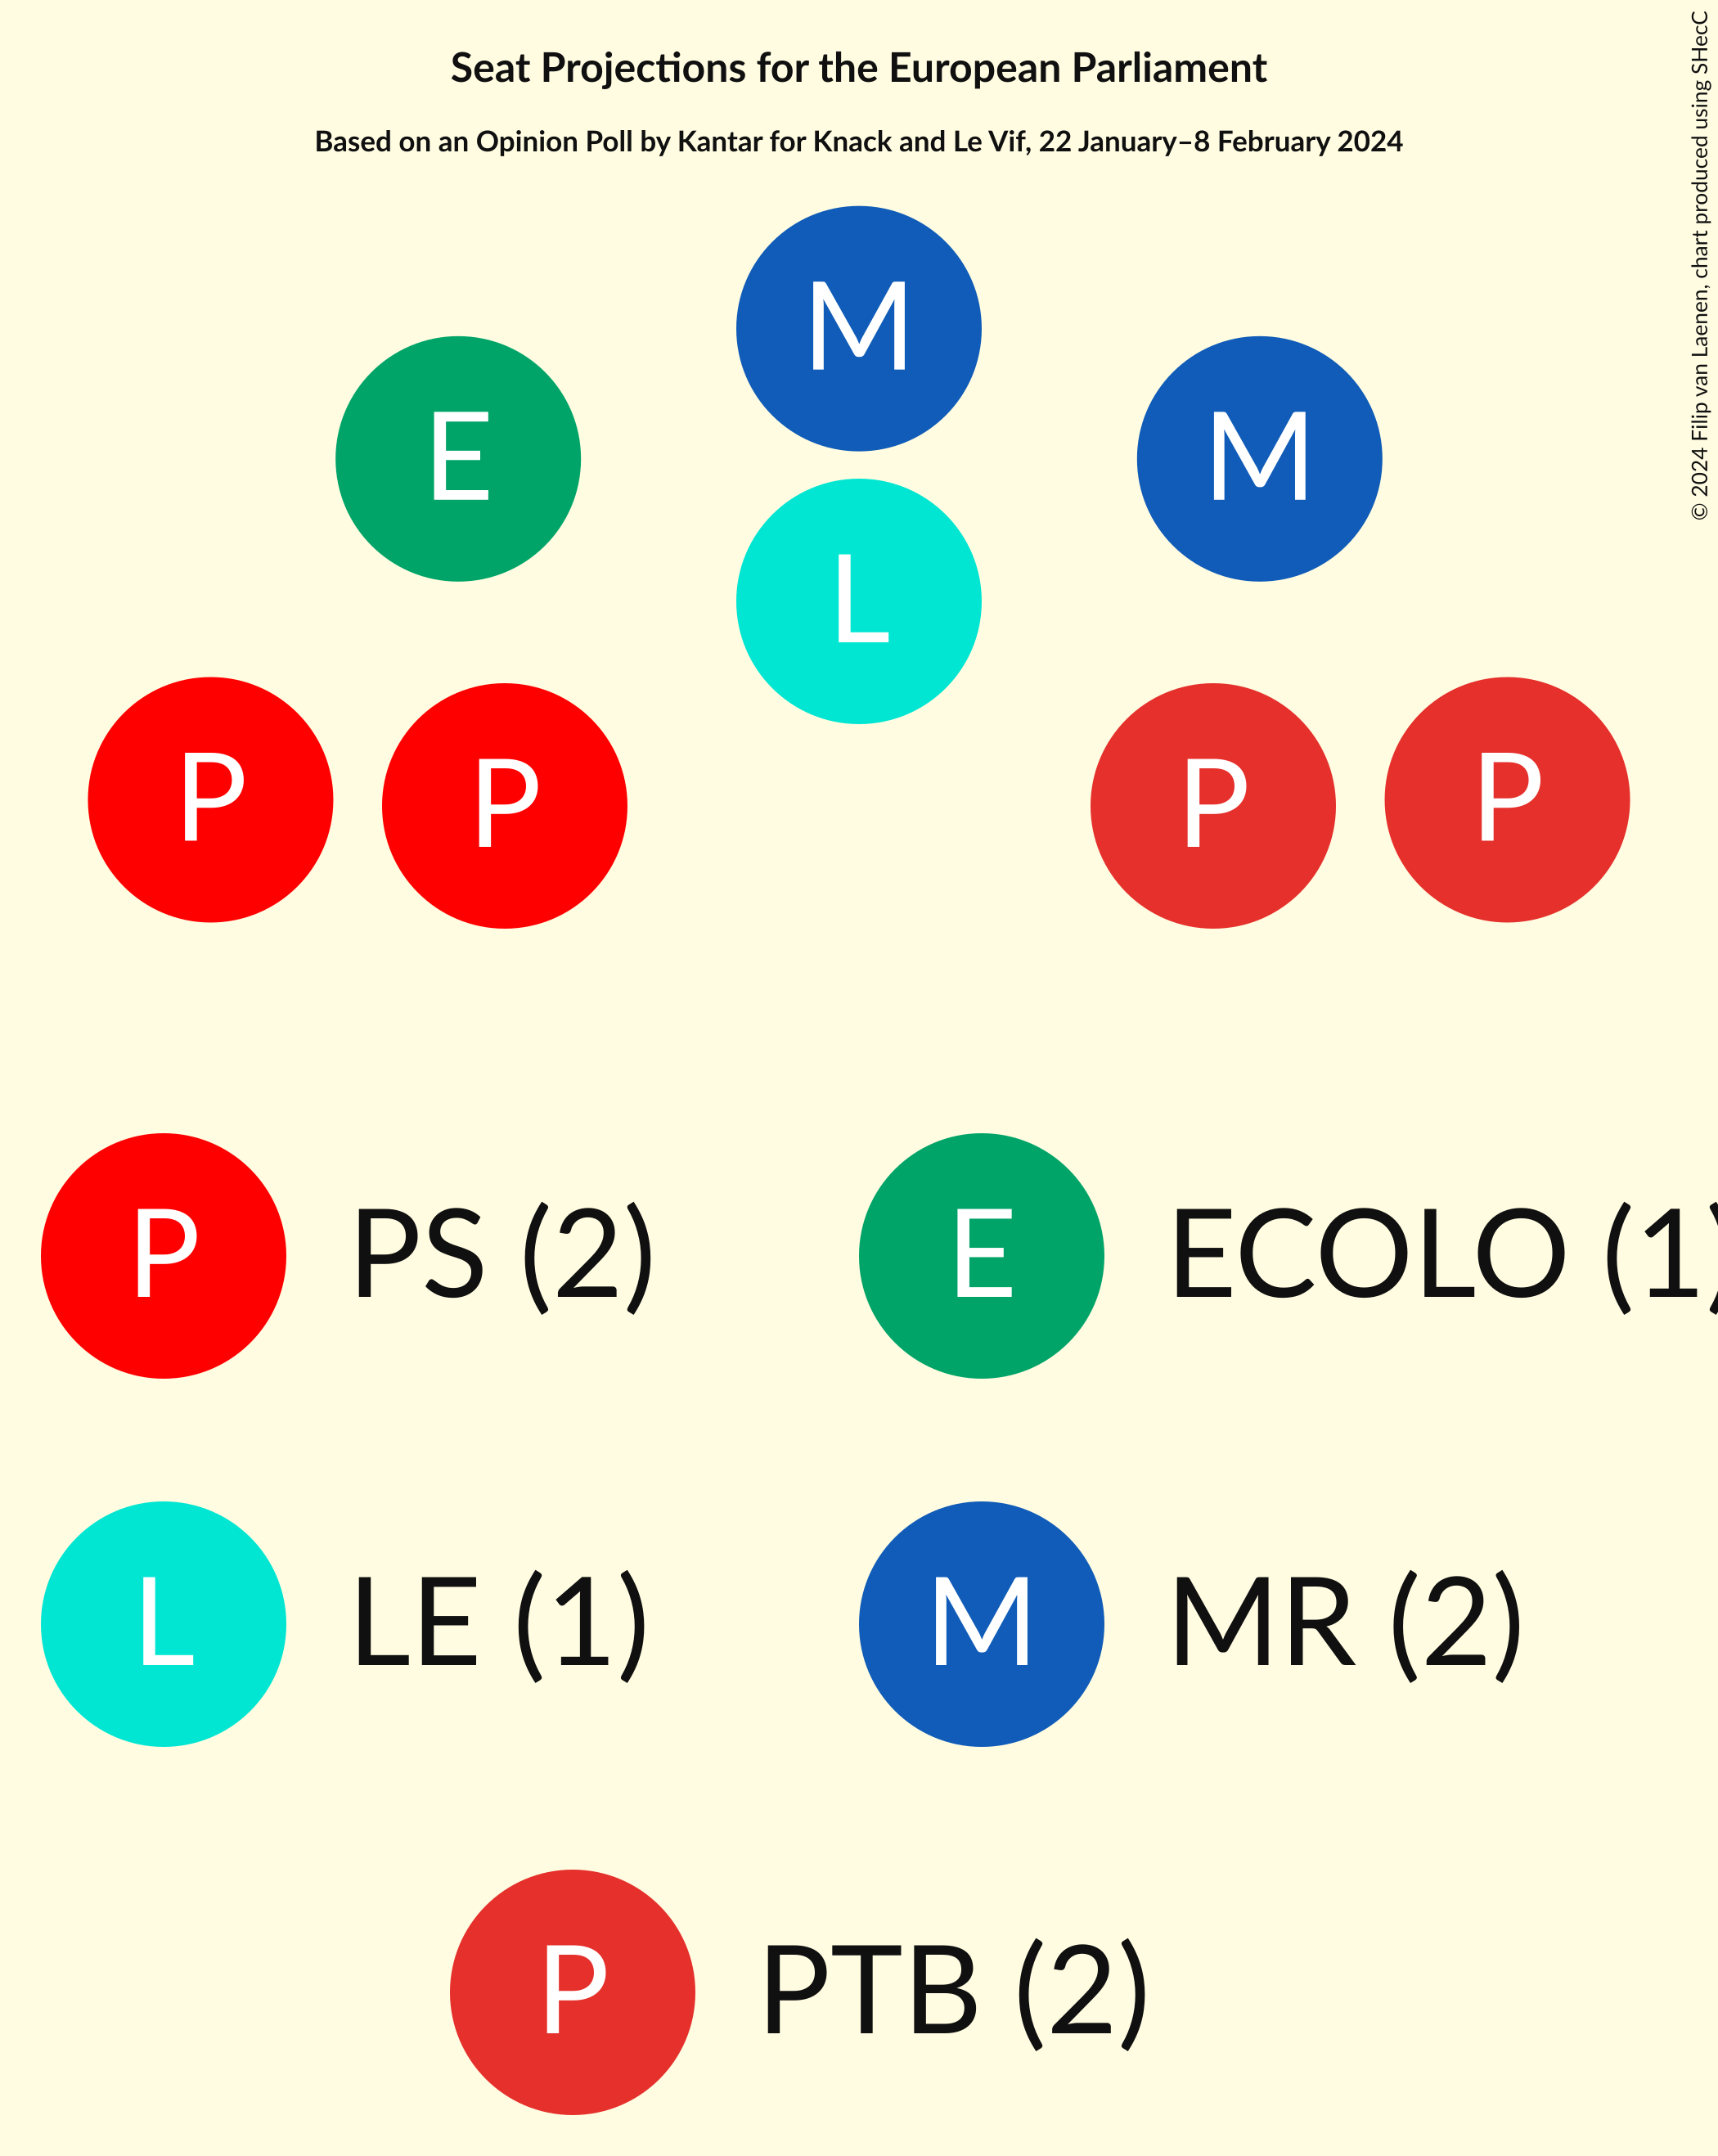 Seat Projections for the European Parliament
Based on an Opinion Poll by Kantar for Knack and Le Vif, 22 January–8 February 2024
© 2024 Filip van Laenen, chart produced using SHecC
M
E
M
L
P
P
P
P
P PS (2)
E ECOLO (1)
L LE (1)
M MR (2)
P PTB (2)